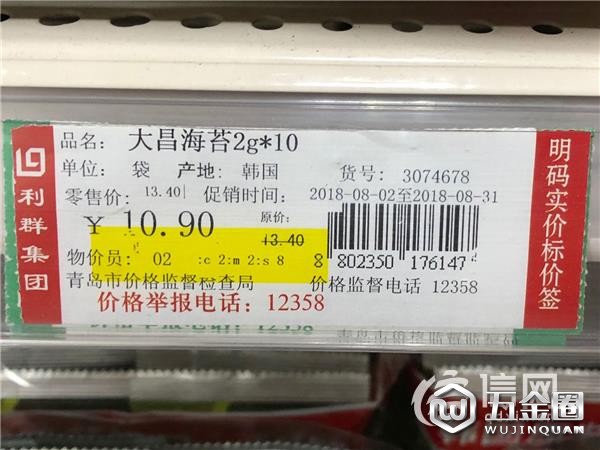 利群集团
品名: 大昌海苔2g*10
单位: 袋 产地: 韩国 货号: 3074678
零售价: 13.40 促销时间: 2018-08-02至2018-08-31
¥ 10.90 原价: 13.40
物价员: 02 :c 2:m 2:s 8
8 802350 176147
青岛市价格监督检查局 价格监督电话 12358
价格举报电话: 12358
明码实价标价签
信网
五金圈
WUJINQUAN